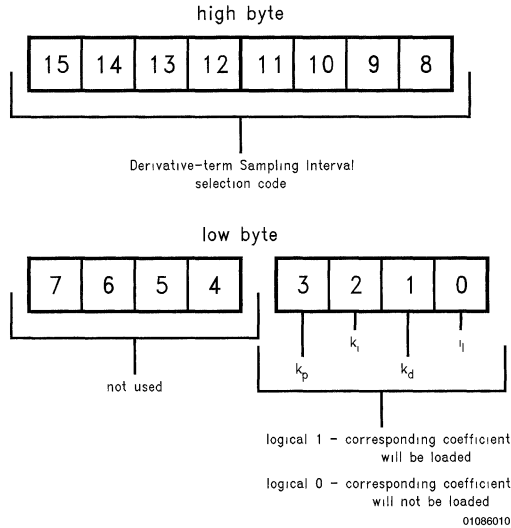 high byte
15 14 13 12 11 10 9 8
Derivative-term Sampling Interval
selection code
low byte
7 6 5 4 3 2 1 0
kp ki kd il
not used
logical 1 - corresponding coefficient
will be loaded
logical 0 - corresponding coefficient
will not be loaded
01086010